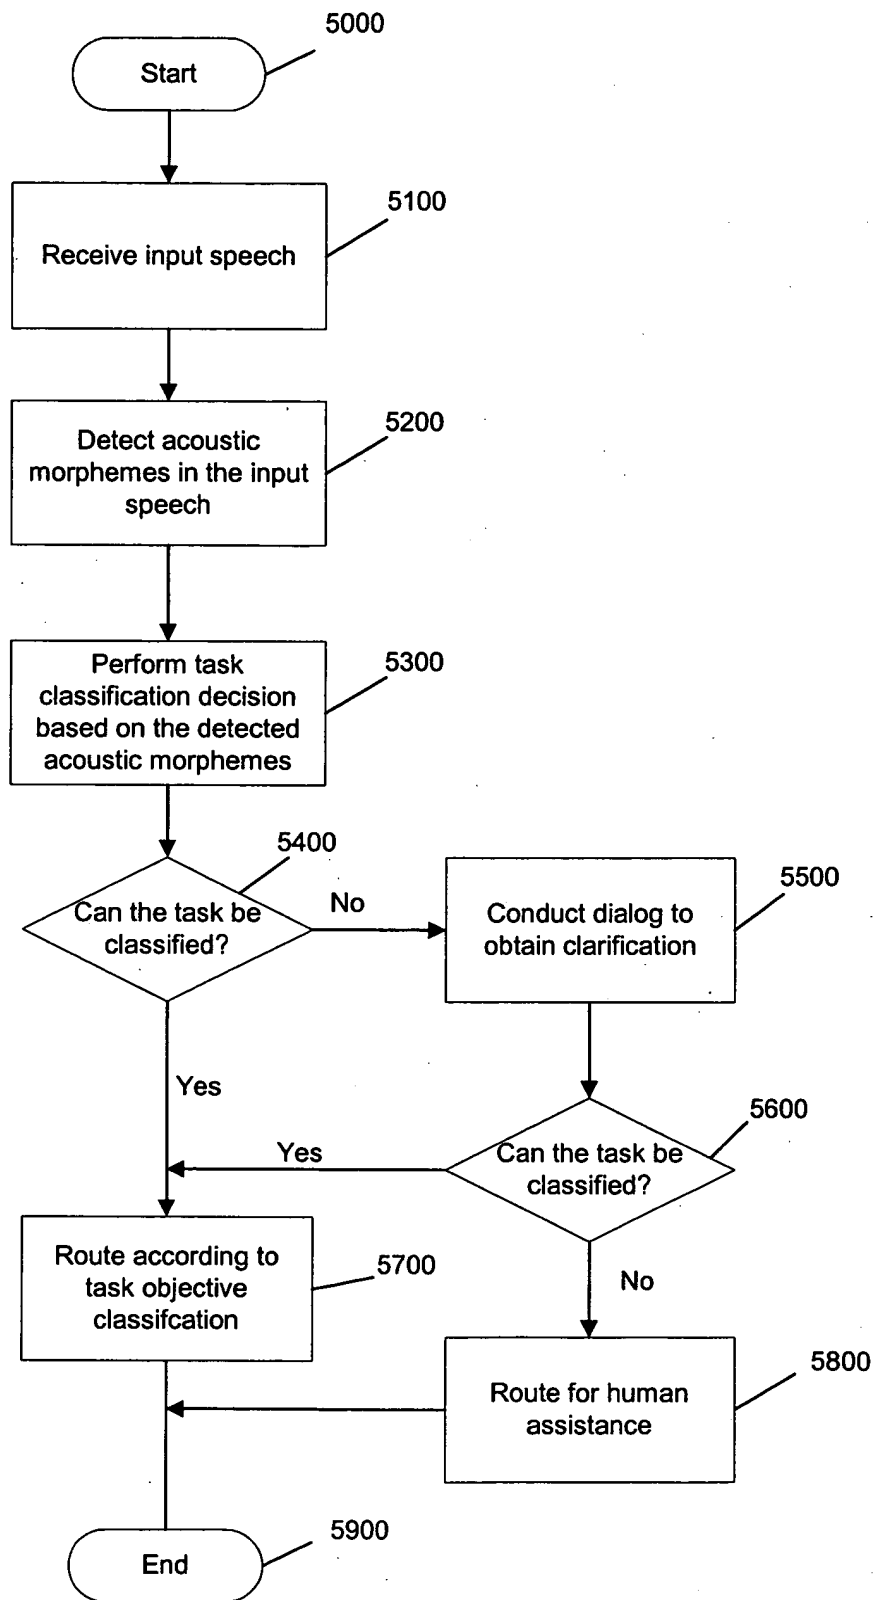 5000
Start
5100
Receive input speech
5200
Detect acoustic
morphemes in the input
speech
5300
Perform task
classification decision
based on the detected
acoustic morphemes
5400
Can the task be
classified?
No
5500
Conduct dialog to
obtain clarification
Yes
5600
Can the task be
classified?
Yes
No
5700
Route according to
task objective
classifcation
5800
Route for human
assistance
5900
End